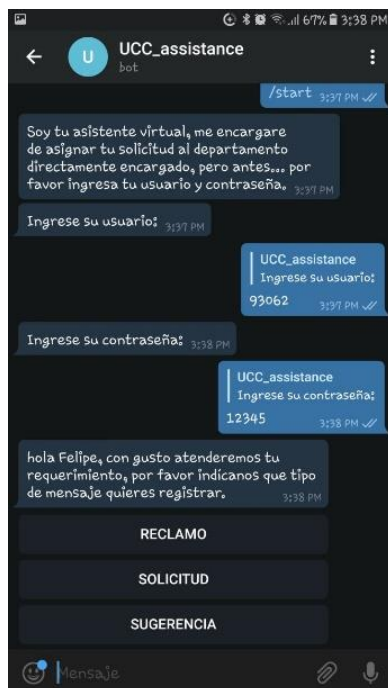 67% 3:38 PM
U
UCC_assistance
bot
/start 3:37 PM
Soy tu asistente virtual, me encargare
de asignar tu solicitud al departamento
directamente encargado, pero antes... por
favor ingresa tu usuario y contraseña. 3:37 PM
Ingrese su usuario: 3:37 PM
UCC_assistance
Ingrese su usuario:
93062 3:37 PM
Ingrese su contraseña: 3:38 PM
UCC_assistance
Ingrese su contraseña:
12345 3:38 PM
hola Felipe, con gusto atenderemos tu
requerimiento, por favor indícanos que tipo
de mensaje quieres registrar. 3:38 PM
RECLAMO
SOLICITUD
SUGERENCIA
Mensaje